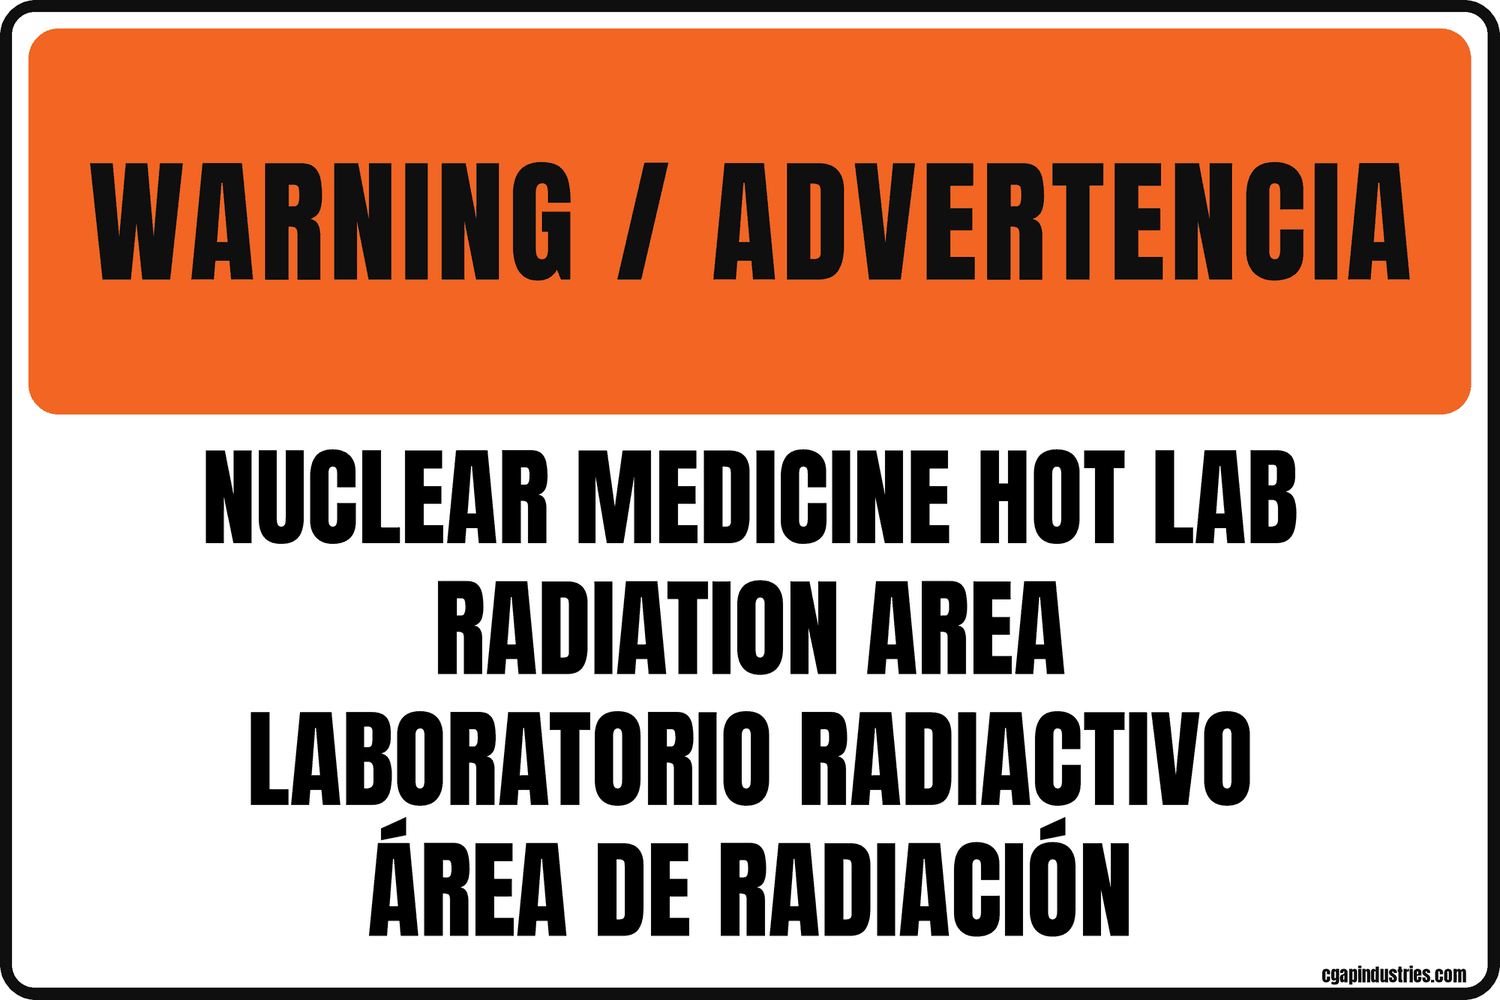 WARNING / ADVERTENCIA
NUCLEAR MEDICINE HOT LAB
RADIATION AREA
LABORATORIO RADIACTIVO
ÁREA DE RADIACIÓN
cgapindustries.com